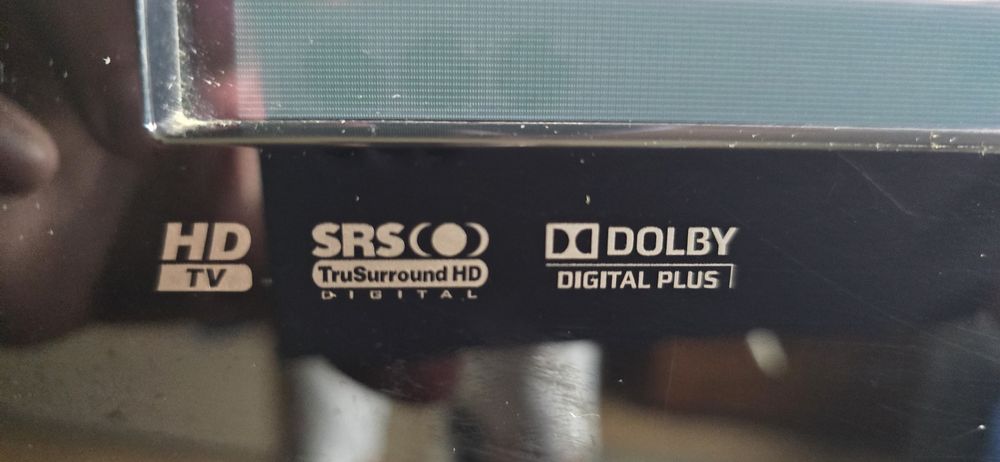 HD
TV
SRS
TruSurround HD
DIGITAL
DOLBY
DIGITAL PLUS